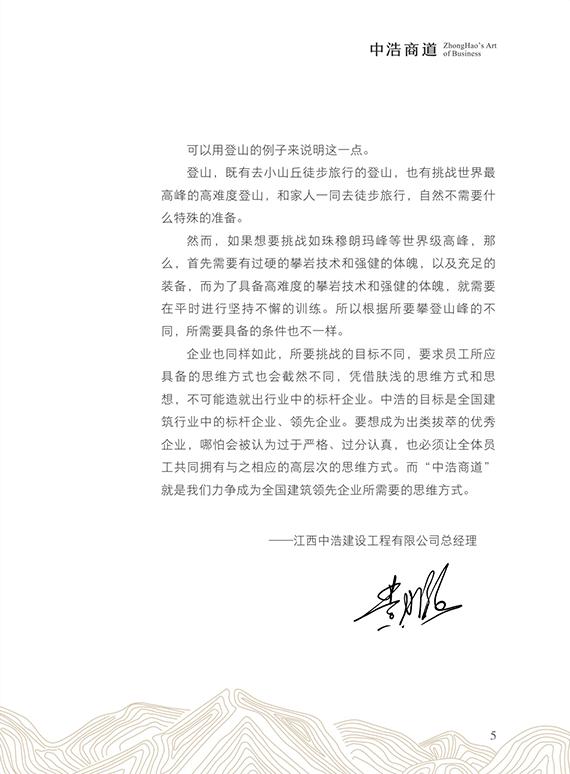 中浩商道 ZhongHao's Art
of Business
可以用登山的例子来说明这一点。
登山，既有去小山丘徒步旅行的登山，也有挑战世界最
高峰的高难度登山，和家人一同去徒步旅行，自然不需要什
么特殊的准备。
然而，如果想要挑战如珠穆朗玛峰等世界级高峰，那
么，首先需要有过硬的攀岩技术和强健的体魄，以及充足的
装备，而为了具备高难度的攀岩技术和强健的体魄，就需要
在平时进行坚持不懈的训练。所以根据所要攀登山峰的不
同，所需要具备的条件也不一样。
企业也同样如此，所要挑战的目标不同，要求员工所应
具备的思维方式也会截然不同，凭借肤浅的思维方式和思
想，不可能造就出行业中的标杆企业。中浩的目标是全国建
筑行业中的标杆企业、领先企业。要想成为出类拔萃的优秀
企业，哪怕会被认为过于严格、过分认真，也必须让全体员
工共同拥有与之相应的高层次的思维方式。而“中浩商道”
就是我们力争成为全国建筑领先企业所需要的思维方式。
——江西中浩建设工程有限公司总经理
5